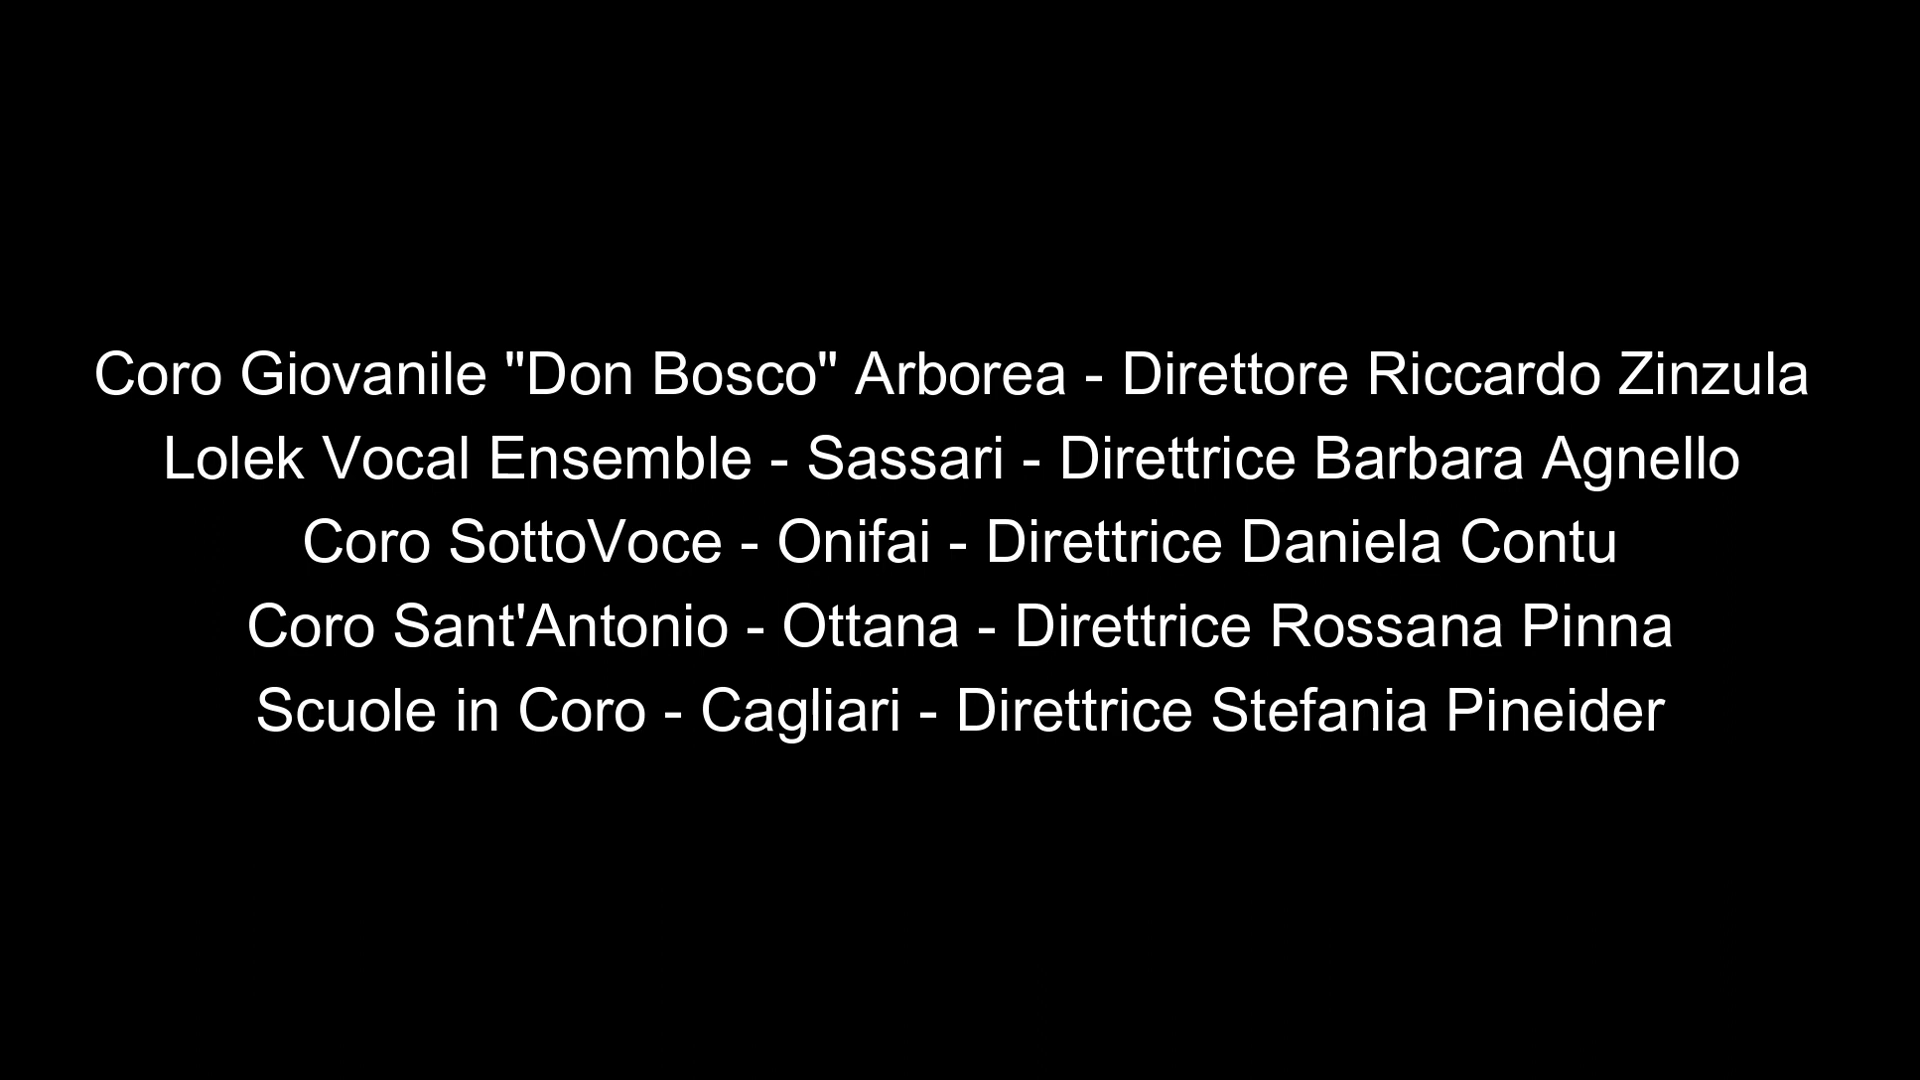 Coro Giovanile "Don Bosco" Arborea - Direttore Riccardo Zinzula
Lolek Vocal Ensemble - Sassari - Direttrice Barbara Agnello
Coro SottoVoce - Onifai - Direttrice Daniela Contu
Coro Sant'Antonio - Ottana - Direttrice Rossana Pinna
Scuole in Coro - Cagliari - Direttrice Stefania Pineider